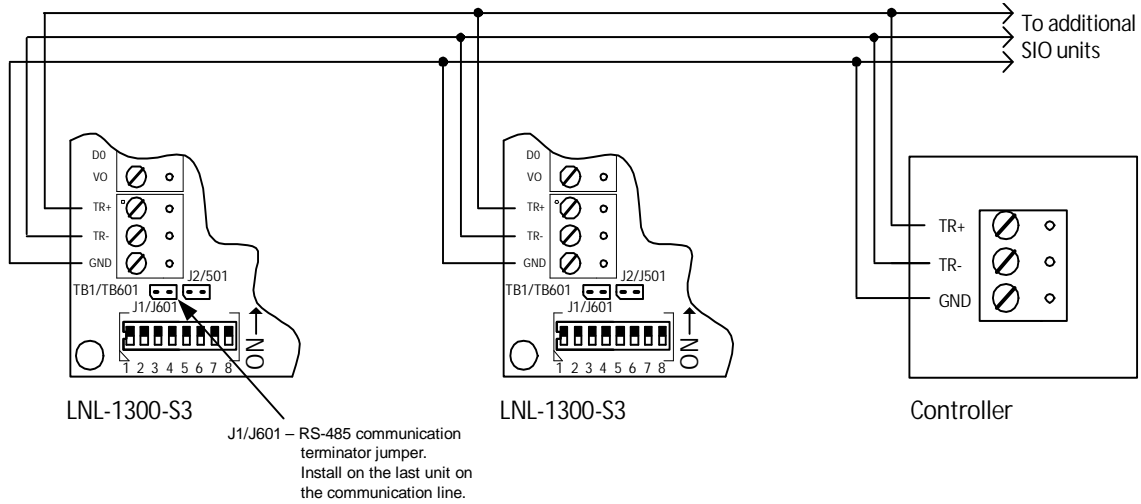 To additional
SIO units
D0
VO
TR+
TR-
GND
TB1/TB601
J2/501
J1/J601
1 2 3 4 5 6 7 8
ON
LNL-1300-S3
D0
VO
TR+
TR-
GND
TB1/TB601
J2/J501
J1/J601
1 2 3 4 5 6 7 8
ON
LNL-1300-S3
TR+
TR-
GND
Controller
J1/J601 – RS-485 communication
terminator jumper.
Install on the last unit on
the communication line.